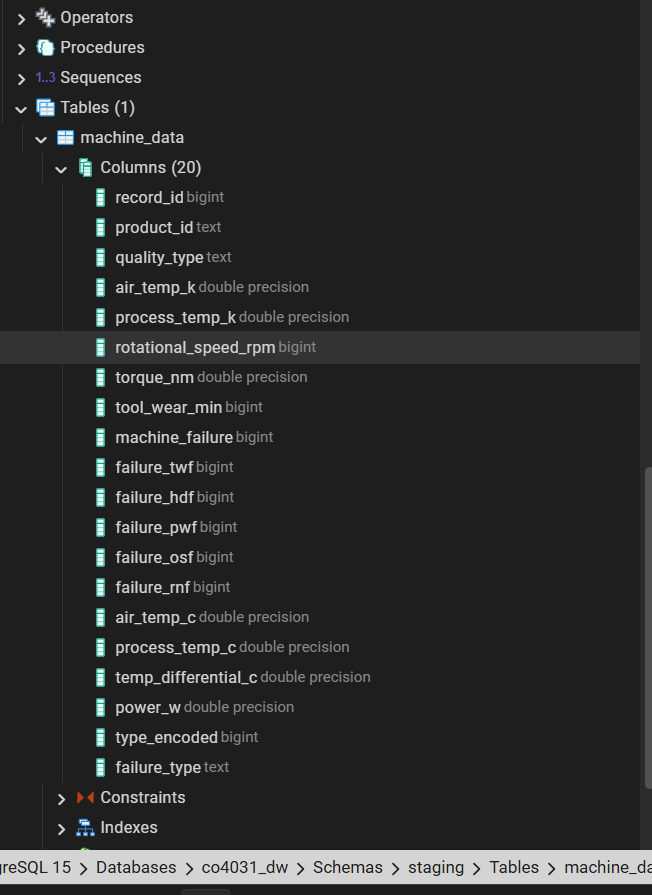 Operators
Procedures
1..3 Sequences
Tables (1)
machine_data
Columns (20)
record_id bigint
product_id text
quality_type text
air_temp_k double precision
process_temp_k double precision
rotational_speed_rpm bigint
torque_nm double precision
tool_wear_min bigint
machine_failure bigint
failure_twf bigint
failure_hdf bigint
failure_pwf bigint
failure_osf bigint
failure_rnf bigint
air_temp_c double precision
process_temp_c double precision
temp_differential_c double precision
power_w double precision
type_encoded bigint
failure_type text
Constraints
Indexes
greSQL 15 > Databases > co4031_dw > Schemas > staging > Tables > machine_da